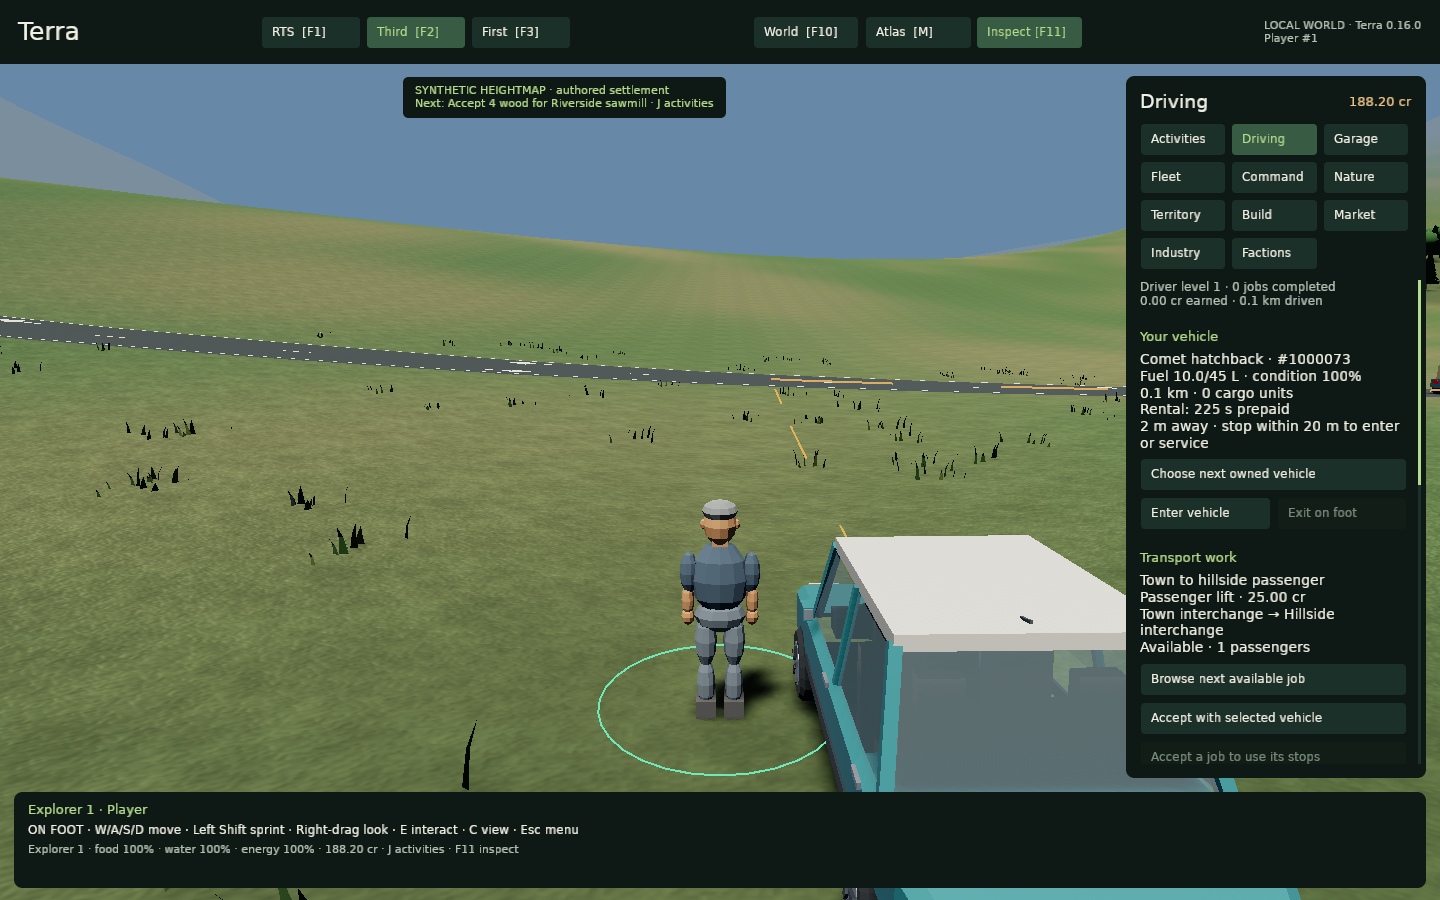 Terra
RTS [F1]
Third [F2]
First [F3]
World [F10]
Atlas [M]
Inspect [F11]
LOCAL WORLD · Terra 0.16.0
Player #1
SYNTHETIC HEIGHTMAP · authored settlement
Next: Accept 4 wood for Riverside sawmill · J activities
Driving
188.20 cr
Activities
Driving
Garage
Fleet
Command
Nature
Territory
Build
Market
Industry
Factions
Driver level 1 · 0 jobs completed
0.00 cr earned · 0.1 km driven
Your vehicle
Comet hatchback · #1000073
Fuel 10.0/45 L · condition 100%
0.1 km · 0 cargo units
Rental: 225 s prepaid
2 m away · stop within 20 m to enter
or service
Choose next owned vehicle
Enter vehicle
Exit on foot
Transport work
Town to hillside passenger
Passenger lift · 25.00 cr
Town interchange → Hillside
interchange
Available · 1 passengers
Browse next available job
Accept with selected vehicle
Accept a job to use its stops
Explorer 1 · Player
ON FOOT · W/A/S/D move · Left Shift sprint · Right-drag look · E interact · C view · Esc menu
Explorer 1 · food 100% · water 100% · energy 100% · 188.20 cr · J activities · F11 inspect